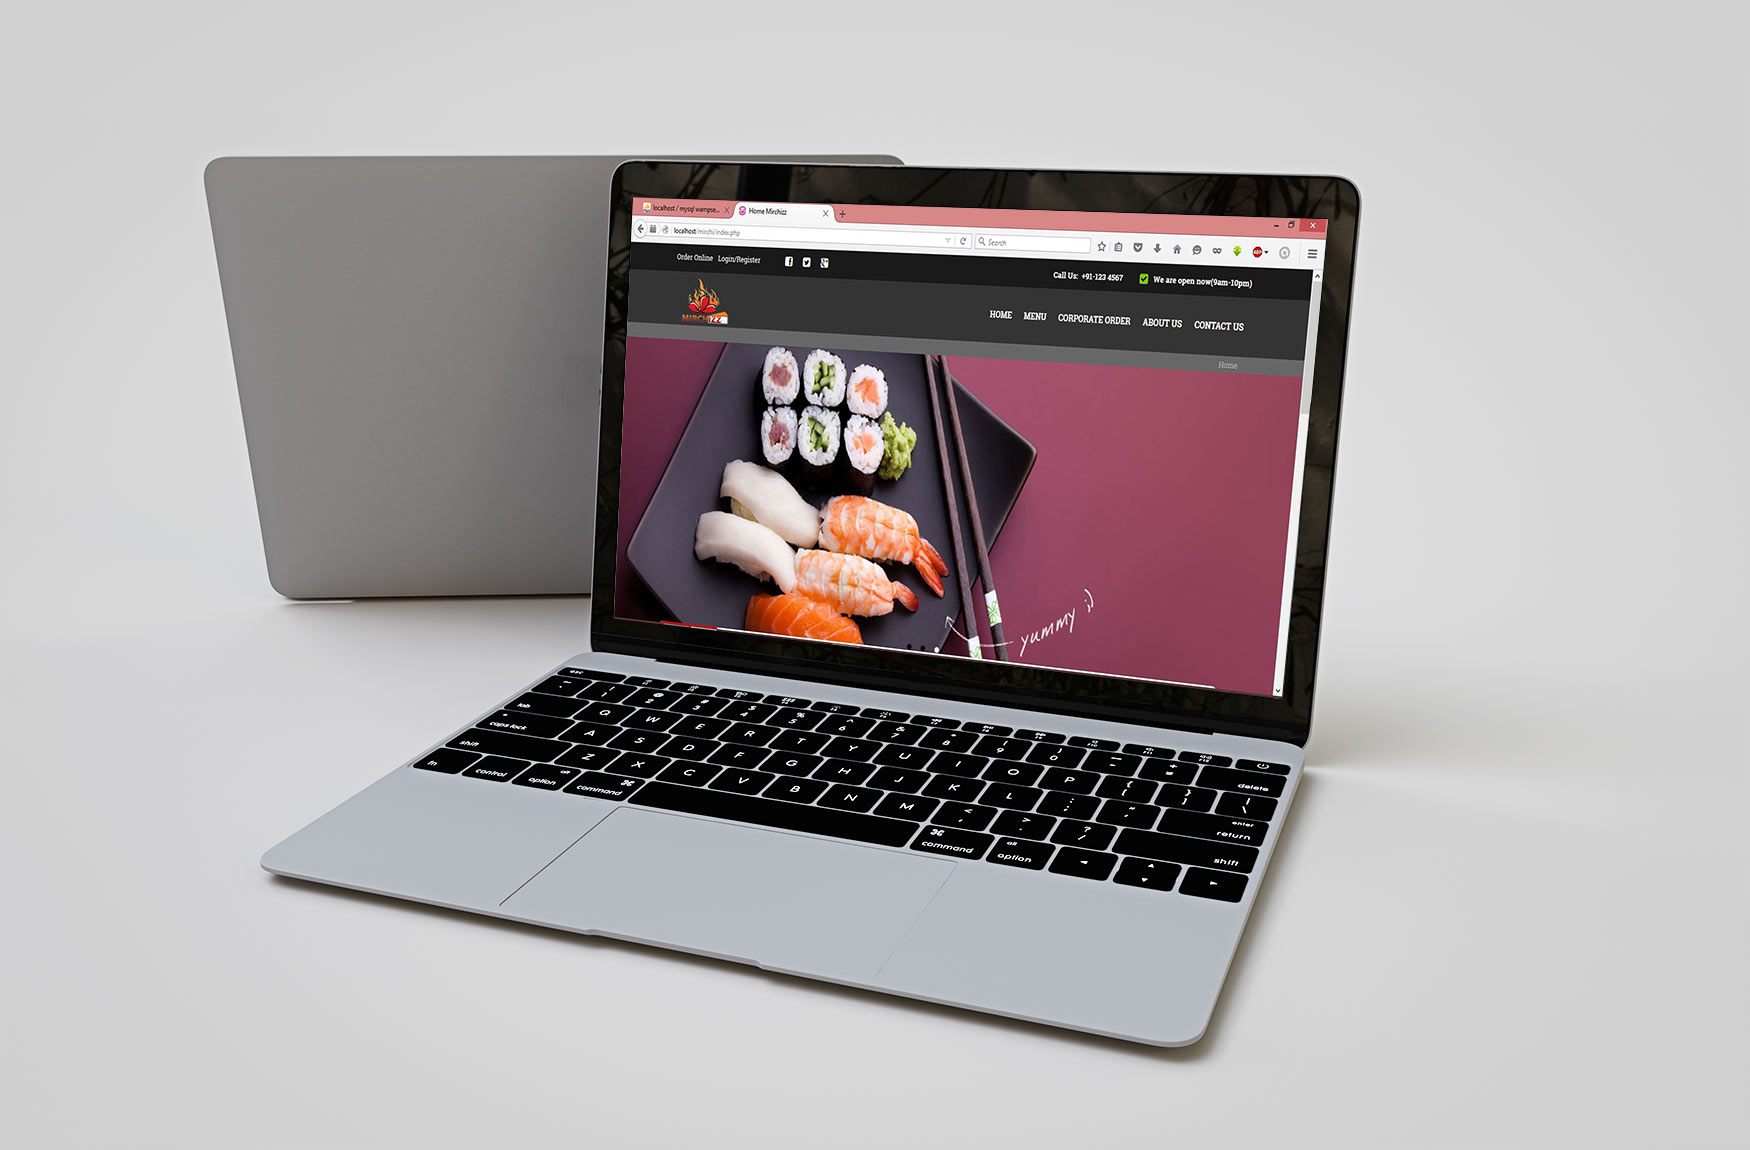 localhost / mysql wampse...
Home Mirchizz
localhost/mirchi/index.php
Search
ABP
Order Online Login/Register
Call Us: +91-123 4567
We are open now(9am-10pm)
MIRCHIZZ
HOME MENU CORPORATE ORDER ABOUT US CONTACT US
Home
yummy :)
esc
Q W E R T Y U I O P
tab
caps lock
A S D F G H J K L
shift
Z X C V B N M
fn control alt option command
command alt option
delete
enter return
shift